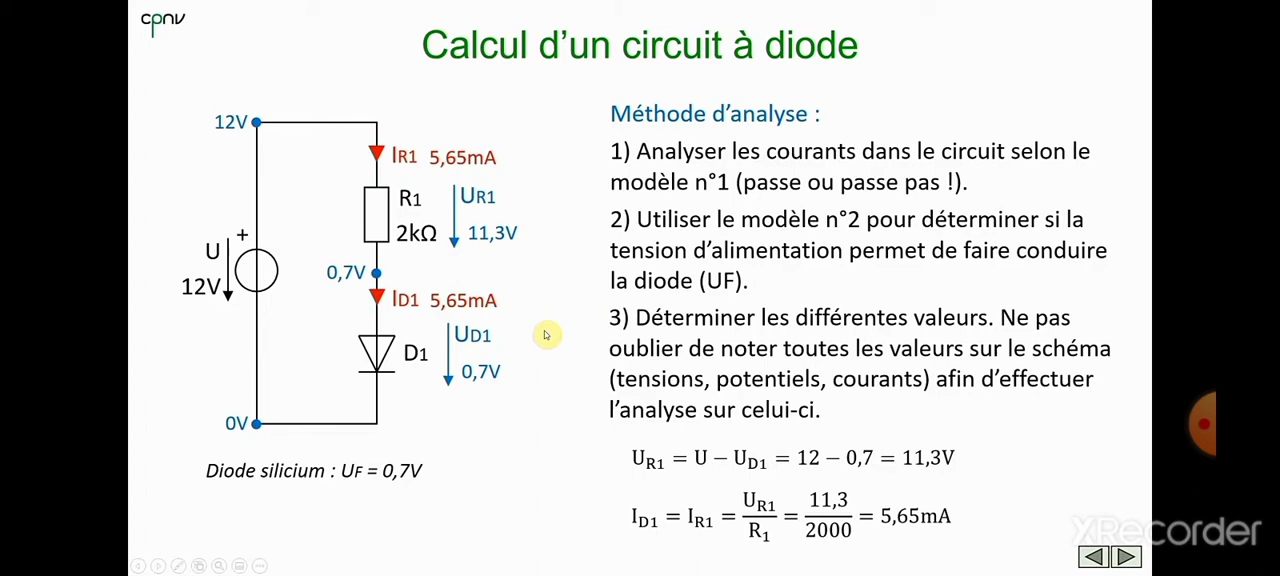 cpnv
Calcul d'un circuit à diode
12V
IR1 5,65mA
R1
2kΩ
UR1
11,3V
+
U
12V
0,7V
ID1 5,65mA
D1
UD1
0,7V
0V
Diode silicium : UF = 0,7V
Méthode d'analyse :
1) Analyser les courants dans le circuit selon le
modèle n°1 (passe ou passe pas !).
2) Utiliser le modèle n°2 pour déterminer si la
tension d'alimentation permet de faire conduire
la diode (UF).
3) Déterminer les différentes valeurs. Ne pas
oublier de noter toutes les valeurs sur le schéma
(tensions, potentiels, courants) afin d'effectuer
l'analyse sur celui-ci.
UR1 = U − UD1 = 12 − 0,7 = 11,3V
ID1 = IR1 = UR1/R1 = 11,3/2000 = 5,65mA
XRecorder